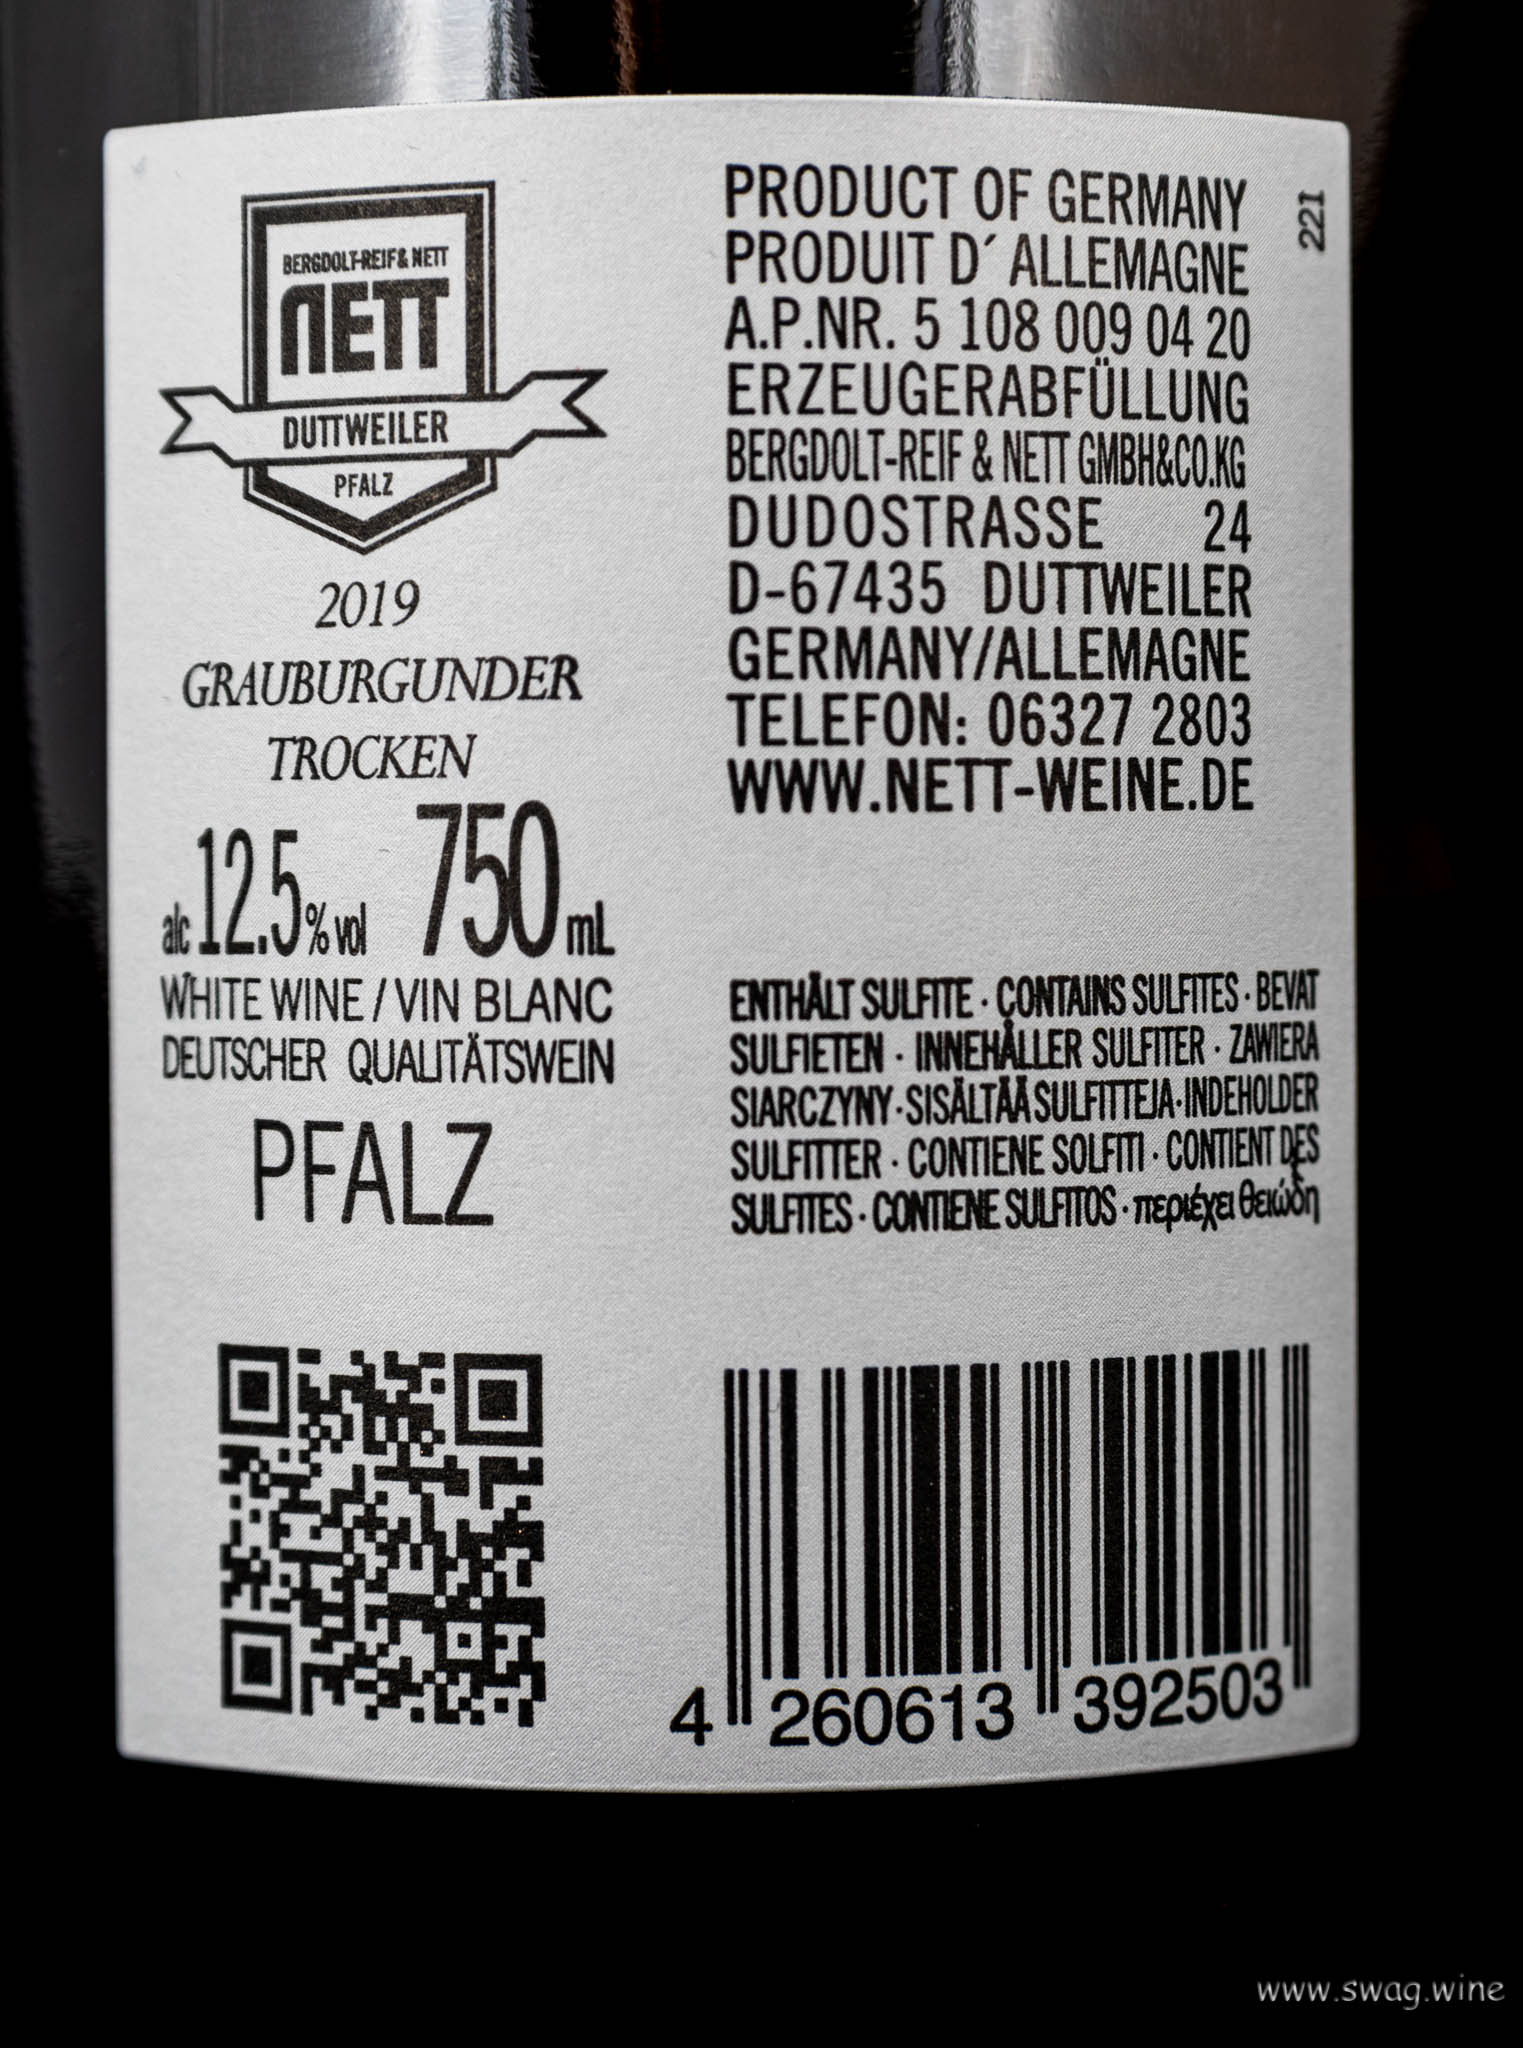 BERGDOLT-REIF & NETT
NETT
DUTTWEILER
PFALZ
2019
GRAUBURGUNDER
TROCKEN
alc 12.5 % vol 750 mL
WHITE WINE / VIN BLANC
DEUTSCHER QUALITÄTSWEIN
PFALZ
PRODUCT OF GERMANY
PRODUIT D´ ALLEMAGNE
A.P.NR. 5 108 009 04 20
ERZEUGERABFÜLLUNG
BERGDOLT-REIF & NETT GMBH&CO.KG
DUDOSTRASSE 24
D-67435 DUTTWEILER
GERMANY/ALLEMAGNE
TELEFON: 06327 2803
WWW.NETT-WEINE.DE
221
ENTHÄLT SULFITE · CONTAINS SULFITES · BEVAT
SULFIETEN · INNEHÅLLER SULFITER · ZAWIERA
SIARCZYNY · SISÄLTÄÄ SULFITTEJA · INDEHOLDER
SULFITTER · CONTIENE SOLFITI · CONTIENT DES
SULFITES · CONTIENE SULFITOS · περιέχει θειώδη
4 260613 392503
www.swag.wine